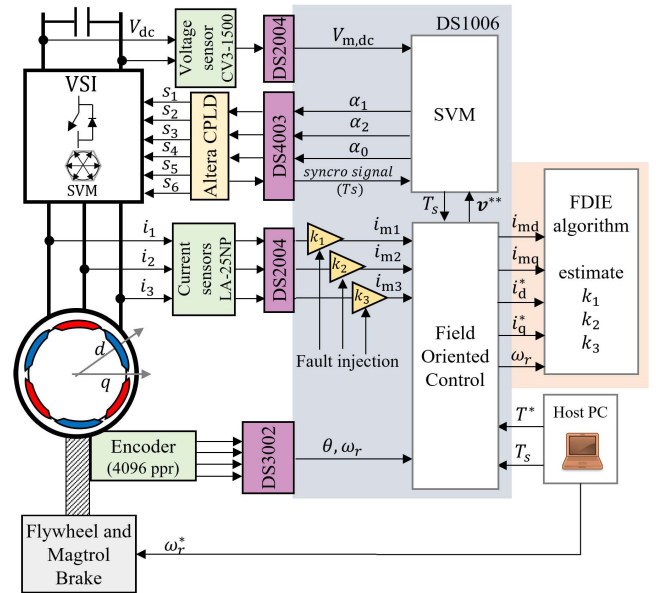 DS1006
V_dc
Voltage
sensor
CV3-1500
DS2004
V_m,dc
VSI
SVM
s_1
s_2
s_3
s_4
s_5
s_6
Altera CPLD
DS4003
α_1
α_2
α_0
syncro signal
(Ts)
SVM
T_s
v**
i_1
i_2
i_3
Current
sensors
LA-25NP
DS2004
k_1
k_2
k_3
i_m1
i_m2
i_m3
Fault injection
Field
Oriented
Control
i_md
i_mq
i_d^*
i_q^*
ω_r
FDIE
algorithm
estimate
k_1
k_2
k_3
d
q
Encoder
(4096 ppr)
DS3002
θ, ω_r
T*
T_s
Host PC
Flywheel and
Magtrol
Brake
ω_r^*